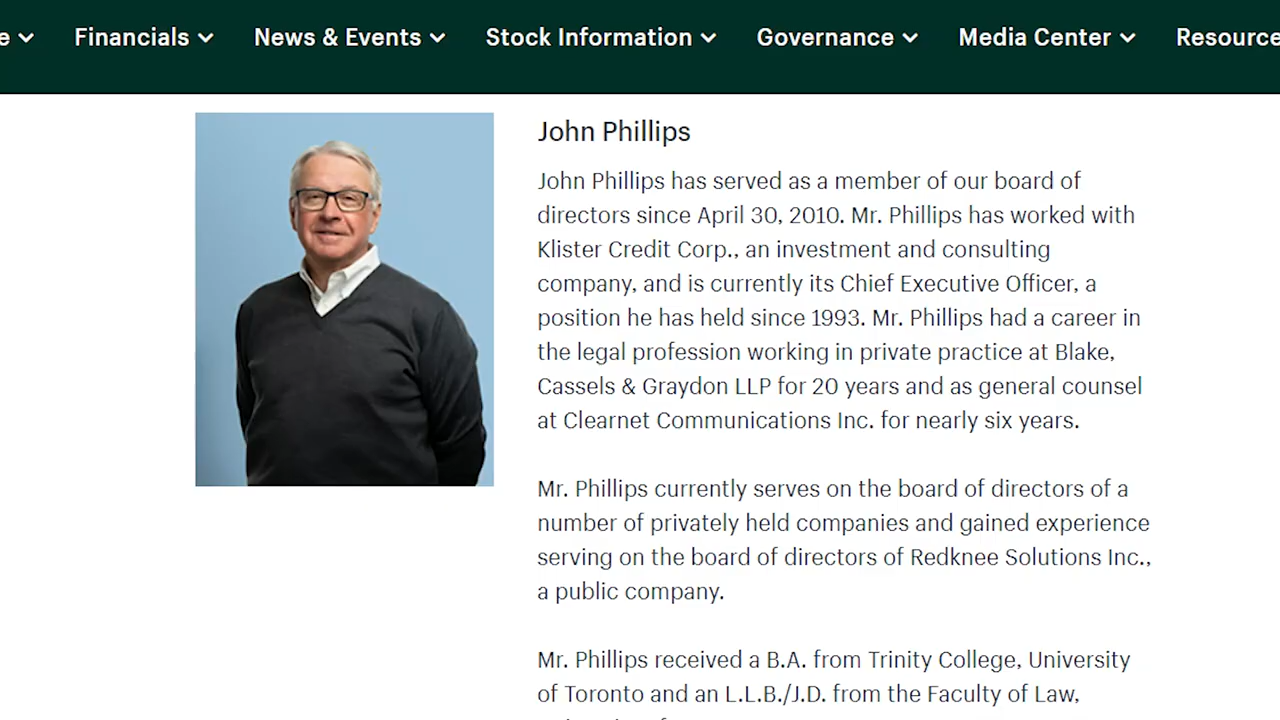 e Financials News & Events Stock Information Governance Media Center Resource
John Phillips
John Phillips has served as a member of our board of
directors since April 30, 2010. Mr. Phillips has worked with
Klister Credit Corp., an investment and consulting
company, and is currently its Chief Executive Officer, a
position he has held since 1993. Mr. Phillips had a career in
the legal profession working in private practice at Blake,
Cassels & Graydon LLP for 20 years and as general counsel
at Clearnet Communications Inc. for nearly six years.
Mr. Phillips currently serves on the board of directors of a
number of privately held companies and gained experience
serving on the board of directors of Redknee Solutions Inc.,
a public company.
Mr. Phillips received a B.A. from Trinity College, University
of Toronto and an L.L.B./J.D. from the Faculty of Law,